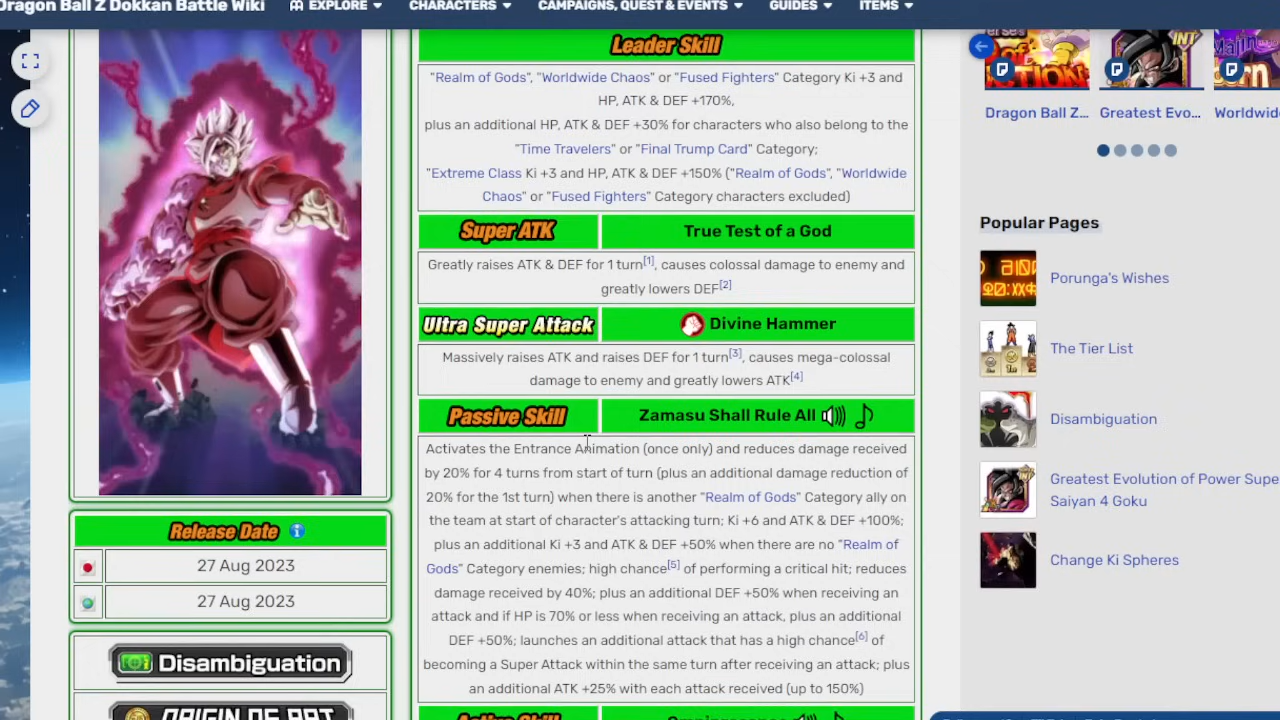 Dragon Ball Z Dokkan Battle Wiki
EXPLORE
CHARACTERS
CAMPAIGNS, QUEST & EVENTS
GUIDES
ITEMS
Leader Skill
"Realm of Gods", "Worldwide Chaos" or "Fused Fighters" Category Ki +3 and
HP, ATK & DEF +170%,
plus an additional HP, ATK & DEF +30% for characters who also belong to the
"Time Travelers" or "Final Trump Card" Category;
"Extreme Class Ki +3 and HP, ATK & DEF +150% ("Realm of Gods", "Worldwide
Chaos" or "Fused Fighters" Category characters excluded)
Super ATK
True Test of a God
Greatly raises ATK & DEF for 1 turn[1], causes colossal damage to enemy and
greatly lowers DEF[2]
Ultra Super Attack
Divine Hammer
Massively raises ATK and raises DEF for 1 turn[3], causes mega-colossal
damage to enemy and greatly lowers ATK[4]
Passive Skill
Zamasu Shall Rule All
Activates the Entrance Animation (once only) and reduces damage received
by 20% for 4 turns from start of turn (plus an additional damage reduction of
20% for the 1st turn) when there is another "Realm of Gods" Category ally on
the team at start of character's attacking turn; Ki +6 and ATK & DEF +100%;
plus an additional Ki +3 and ATK & DEF +50% when there are no "Realm of
Gods" Category enemies; high chance[5] of performing a critical hit; reduces
damage received by 40%; plus an additional DEF +50% when receiving an
attack and if HP is 70% or less when receiving an attack, plus an additional
DEF +50%; launches an additional attack that has a high chance[6] of
becoming a Super Attack within the same turn after receiving an attack; plus
an additional ATK +25% with each attack received (up to 150%)
Release Date
27 Aug 2023
27 Aug 2023
Disambiguation
ORIGIN OF ART
INT
Dragon Ball Z...
Greatest Evo...
Worldwid
Popular Pages
Porunga's Wishes
The Tier List
Disambiguation
Greatest Evolution of Power Supe
Saiyan 4 Goku
Change Ki Spheres